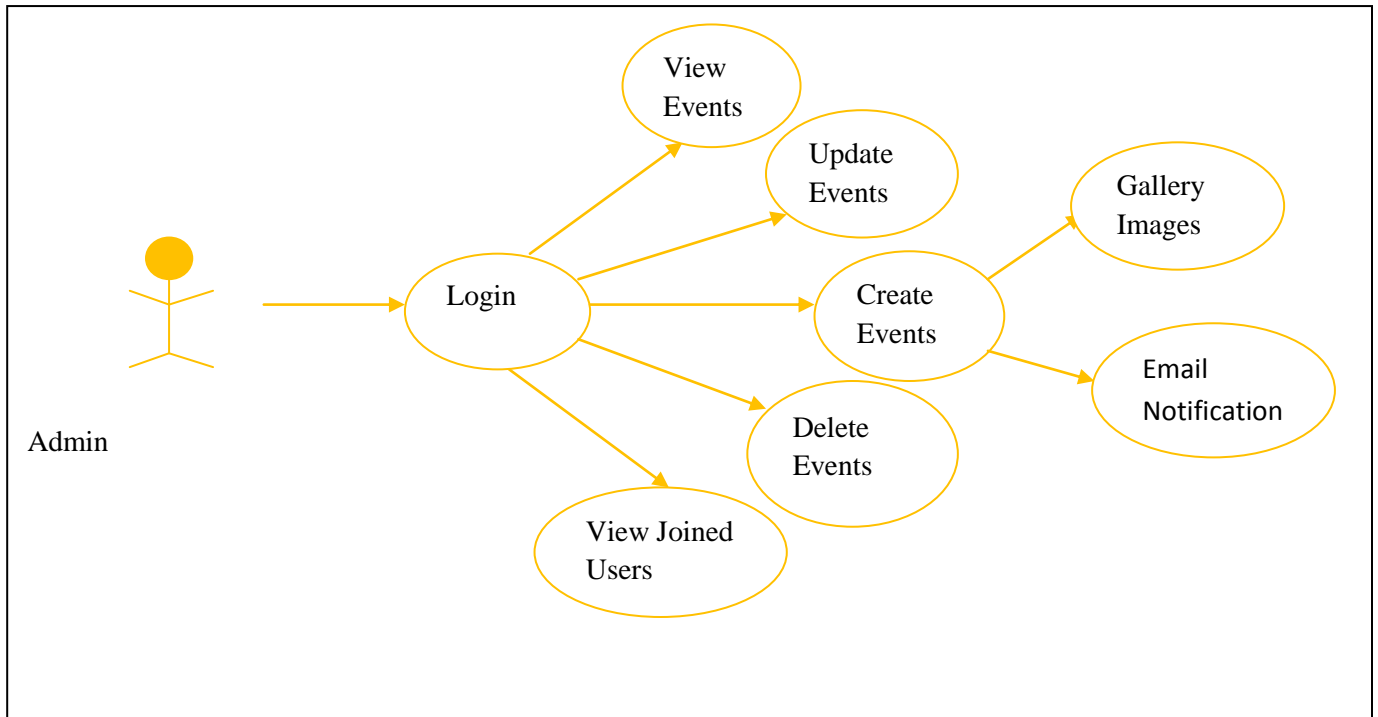 View
Events
Update
Events
Gallery
Images
Login
Create
Events
Email
Notification
Admin
Delete
Events
View Joined
Users